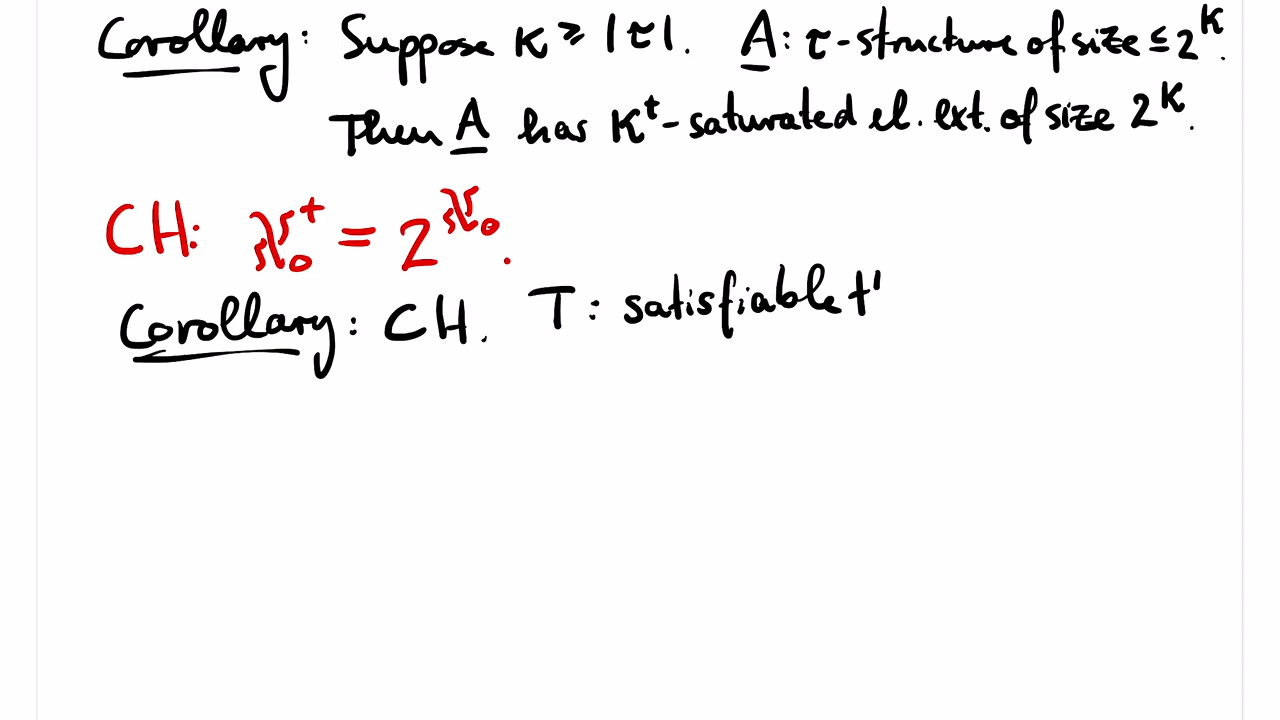 Corollary: Suppose κ ≥ |τ|. A: τ-structure of size ≤ 2^κ.
Then A has κ⁺-saturated el. ext. of size 2^κ.
CH: ℵ₀⁺ = 2^ℵ₀.
Corollary: CH. T: satisfiable